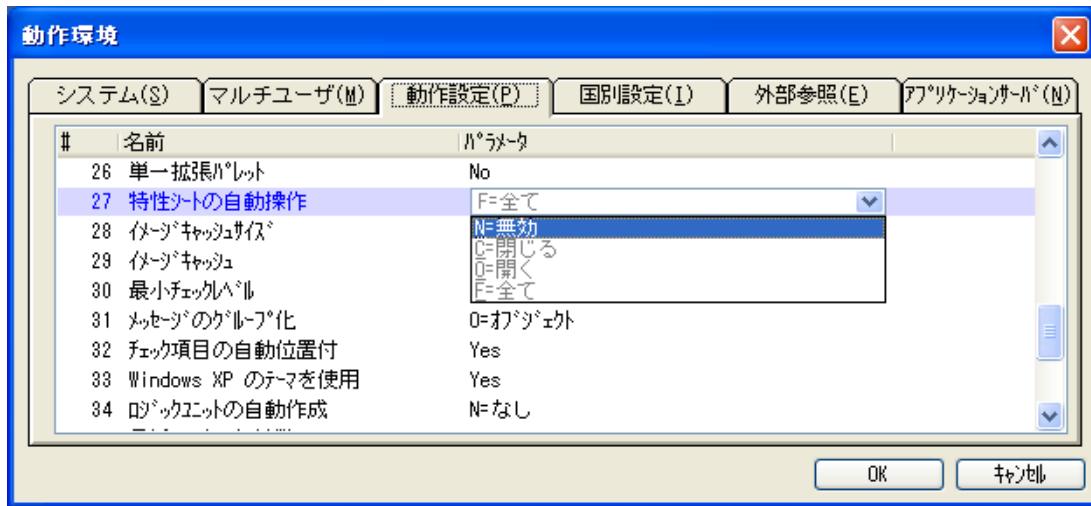 動作環境
システム(S) マルチユーザ(M) 動作設定(P) 国別設定(I) 外部参照(E) アプリケーションサーバ(N)
# 名前 パラメータ
26 単一拡張パレット No
27 特性シートの自動操作 F=全て
N=無効
28 イメージキャッシュサイズ
C=閉じる
29 イメージキャッシュ
O=開く
30 最小チェックレベル
F=全て
31 メッセージのグループ化 O=オブジェクト
32 チェック項目の自動位置付 Yes
33 Windows XP のテーマを使用 Yes
34 ロジックユニットの自動作成 N=なし
OK キャンセル